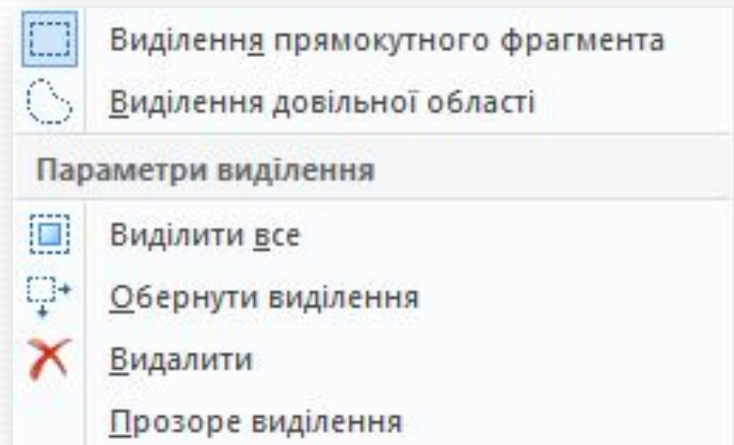 Виділення прямокутного фрагмента
Виділення довільної області
Параметри виділення
Виділити все
Обернути виділення
Видалити
Прозоре виділення